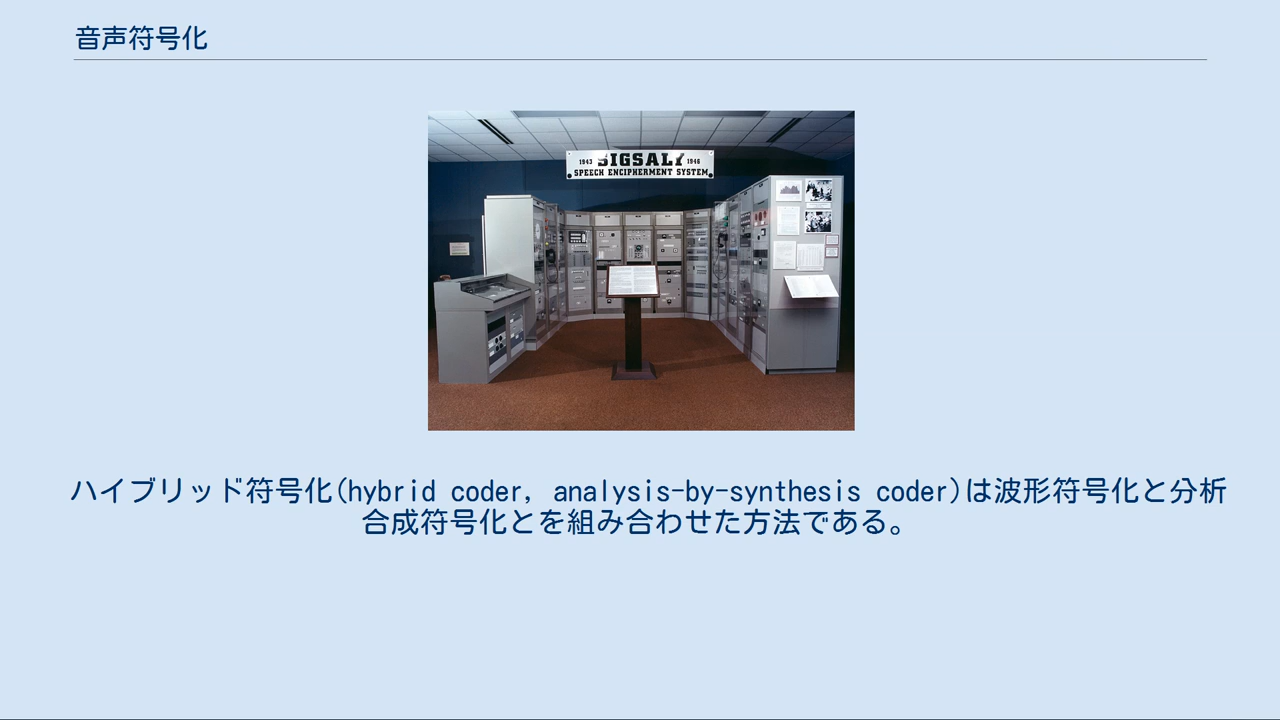 音声符号化
SIGSALY
1943
1946
SPEECH ENCIPHERMENT SYSTEM
ハイブリッド符号化(hybrid coder, analysis-by-synthesis coder)は波形符号化と分析
合成符号化とを組み合わせた方法である。